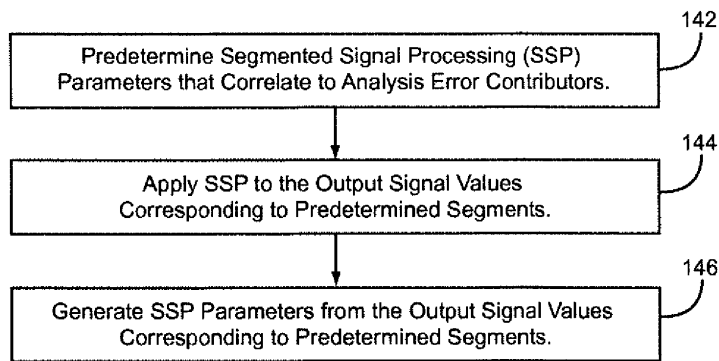 142
Predetermine Segmented Signal Processing (SSP)
Parameters that Correlate to Analysis Error Contributors.
144
Apply SSP to the Output Signal Values
Corresponding to Predetermined Segments.
146
Generate SSP Parameters from the Output Signal Values
Corresponding to Predetermined Segments.